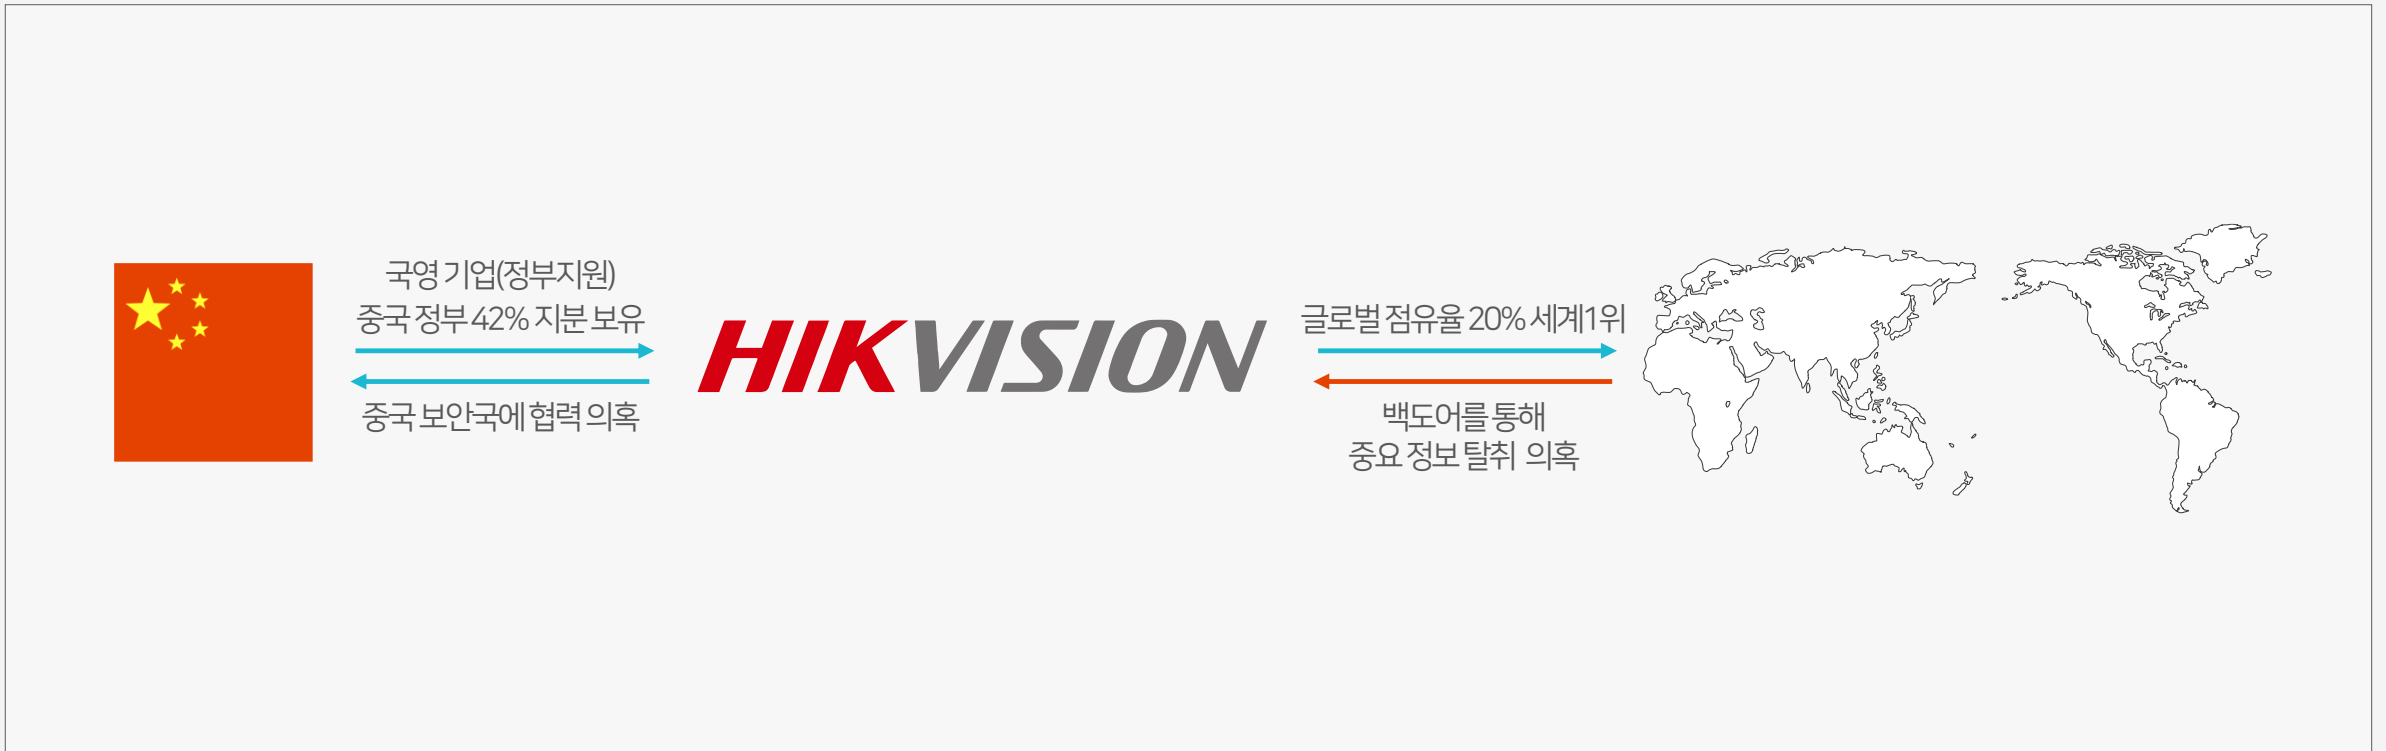 국영 기업(정부지원)
중국 정부 42% 지분 보유
중국 보안국에 협력 의혹
HIKVISION
글로벌 점유율 20% 세계1위
백도어를 통해
중요 정보 탈취 의혹